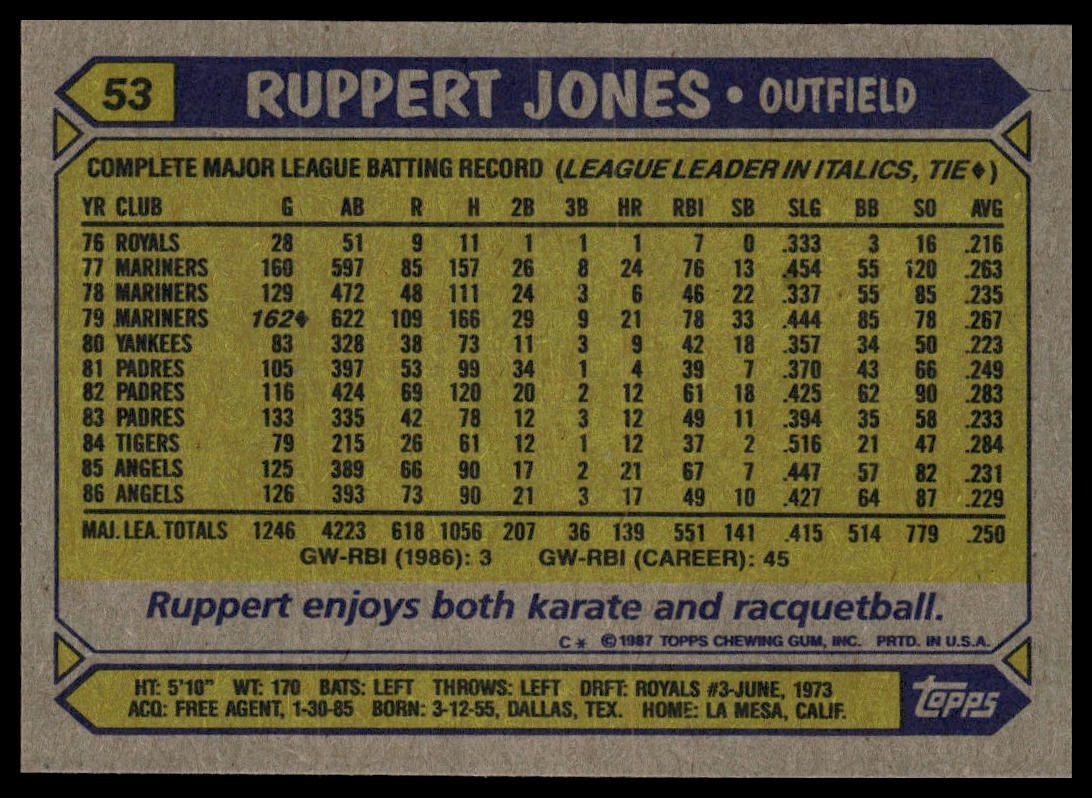 53 RUPPERT JONES • OUTFIELD
COMPLETE MAJOR LEAGUE BATTING RECORD (LEAGUE LEADER IN ITALICS, TIE♦)
YR CLUB G AB R H 2B 3B HR RBI SB SLG BB SO AVG
76 ROYALS 28 51 9 11 1 1 1 7 0 .333 3 16 .216
77 MARINERS 160 597 85 157 26 8 24 76 13 .454 55 120 .263
78 MARINERS 129 472 48 111 24 3 6 46 22 .337 55 85 .235
79 MARINERS 162♦ 622 109 166 29 9 21 78 33 .444 85 78 .267
80 YANKEES 83 328 38 73 11 3 9 42 18 .357 34 50 .223
81 PADRES 105 397 53 99 34 1 4 39 7 .370 43 66 .249
82 PADRES 116 424 69 120 20 2 12 61 18 .425 62 90 .283
83 PADRES 133 335 42 78 12 3 12 49 11 .394 35 58 .233
84 TIGERS 79 215 26 61 12 1 12 37 2 .516 21 47 .284
85 ANGELS 125 389 66 90 17 2 21 67 7 .447 57 82 .231
86 ANGELS 126 393 73 90 21 3 17 49 10 .427 64 87 .229
MAJ. LEA. TOTALS 1246 4223 618 1056 207 36 139 551 141 .415 514 779 .250
GW-RBI (1986): 3 GW-RBI (CAREER): 45
Ruppert enjoys both karate and racquetball.
C* ©1987 TOPPS CHEWING GUM, INC. PRTD. IN U.S.A.
HT: 5'10" WT: 170 BATS: LEFT THROWS: LEFT DRFT: ROYALS #3-JUNE, 1973
ACQ: FREE AGENT, 1-30-85 BORN: 3-12-55, DALLAS, TEX. HOME: LA MESA, CALIF.
TOPPS